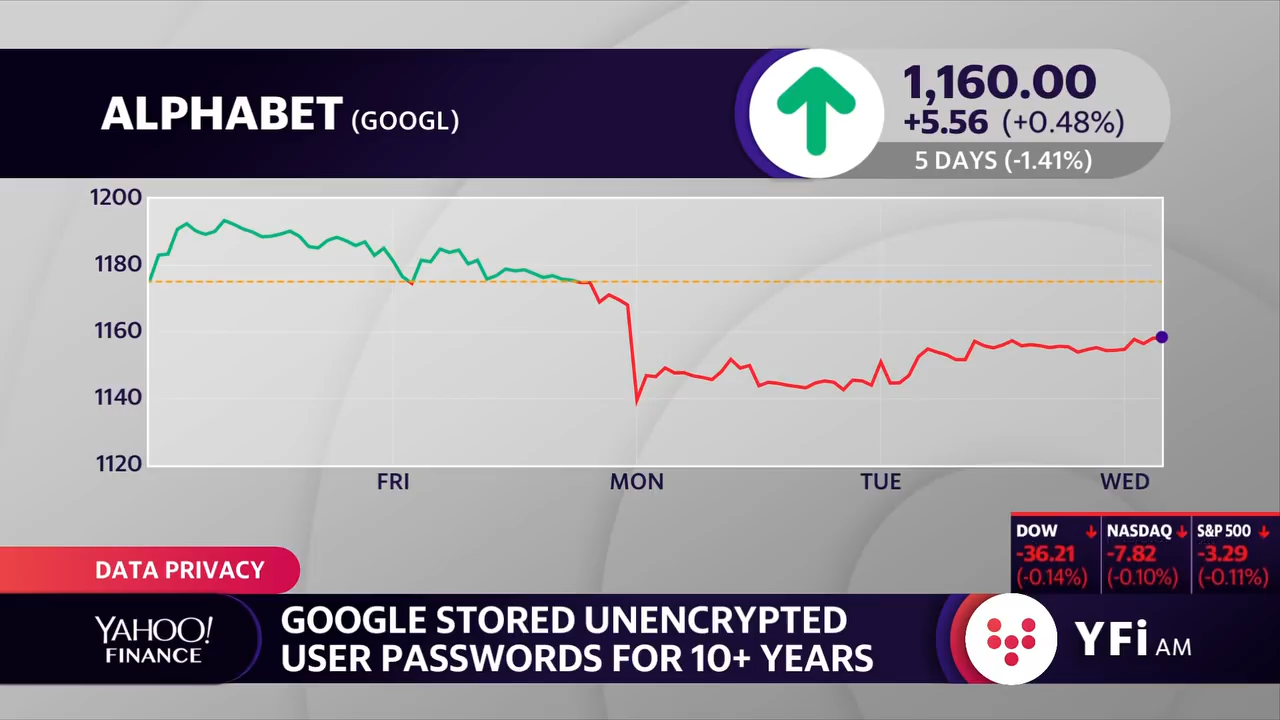 ALPHABET (GOOGL)
1,160.00
+5.56 (+0.48%)
5 DAYS (-1.41%)
1200
1180
1160
1140
1120
FRI MON TUE WED
DOW NASDAQ S&P 500
-36.21 -7.82 -3.29
(-0.14%) (-0.10%) (-0.11%)
DATA PRIVACY
YAHOO!
FINANCE
GOOGLE STORED UNENCRYPTED
USER PASSWORDS FOR 10+ YEARS
YFi AM